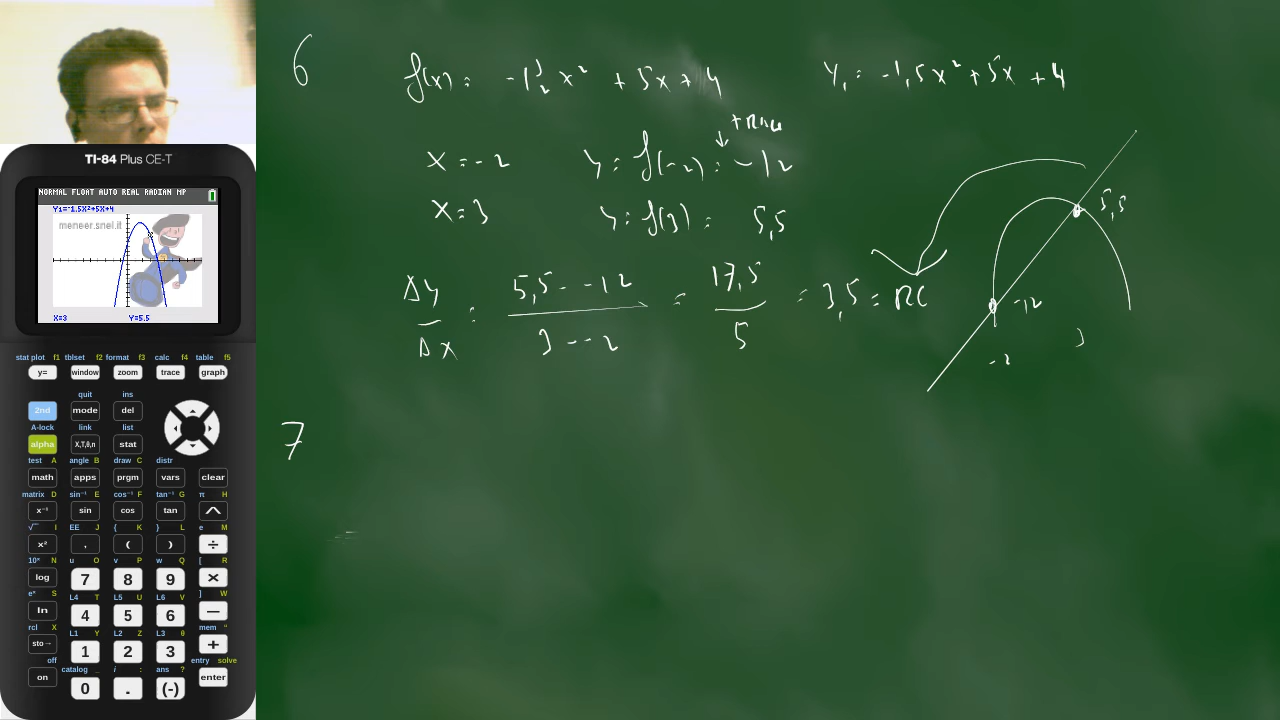 6 f(x) = -1 1/2 x² + 5x + 4 Y₁ = -1,5x² + 5x + 4
+ trace
x = -2 y = f(-2) = -12
x = 3 y = f(3) = 5,5
Δy/Δx = (5,5 - -12)/(3 - -2) = 17,5/5 = 3,5 = RC
5,5
-12
-2 3
7
TI-84 Plus CE-T
NORMAL FLOAT AUTO REAL RADIAN MP
Y₁=-1.5X²+5X+4
meneer.snel.it
X=3 Y=5.5
stat plot f1 tblset f2 format f3 calc f4 table f5
y= window zoom trace graph
quit ins
2nd mode del
A-lock link list
alpha X,T,θ,n stat
test A angle B draw C distr
math apps prgm vars clear
matrix D sin⁻¹ E cos⁻¹ F tan⁻¹ G π H
x⁻¹ sin cos tan ^
√ I EE J { K } L e M
x² , ( ) ÷
10ˣ N u O v P w Q [ R
log 7 8 9 ×
eˣ S L4 T L5 U L6 V ] W
ln 4 5 6 −
rcl X L1 Y L2 Z L3 θ mem "
sto→ 1 2 3 +
off catalog _ i : ans ? entry solve
on 0 . (-) enter